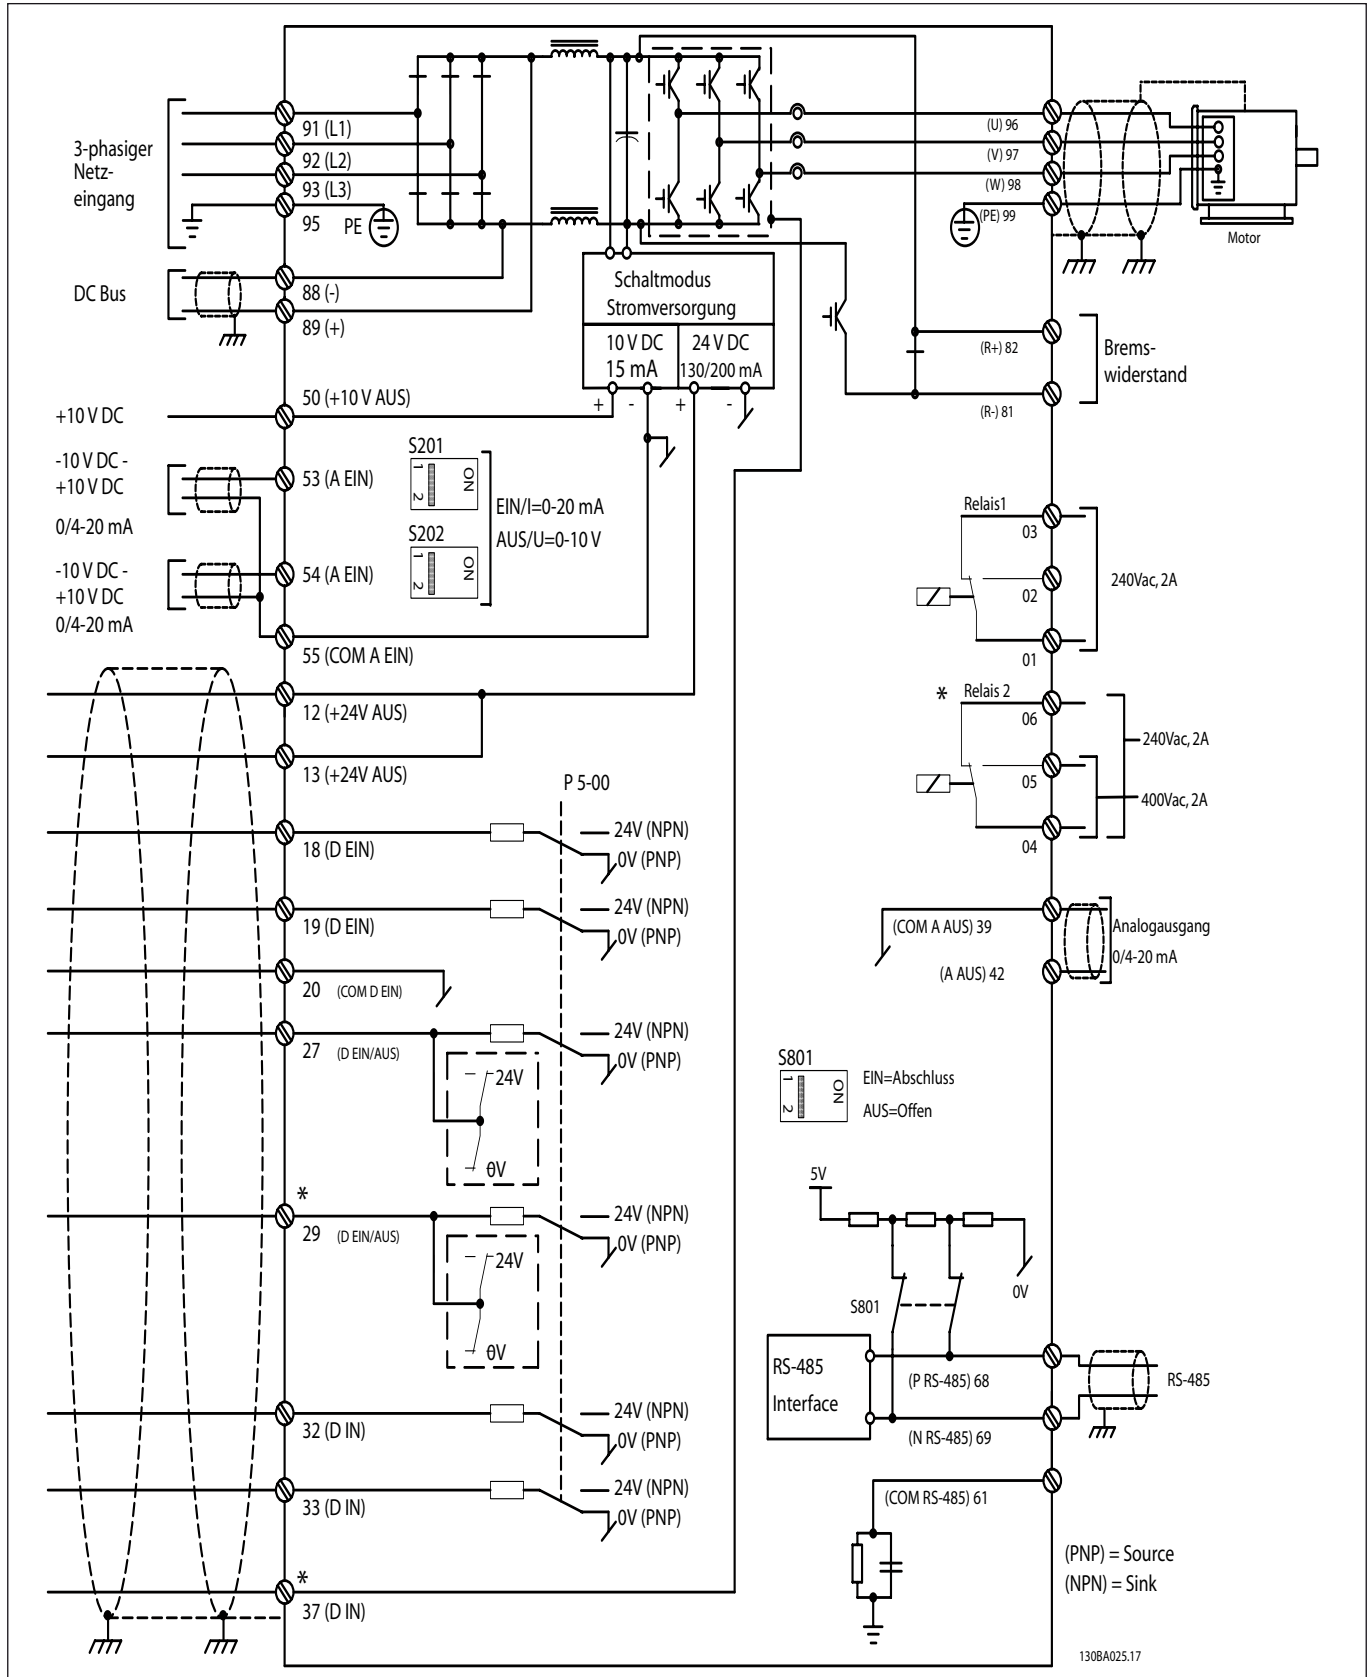 3-phasiger
Netz-
eingang
91 (L1)
92 (L2)
93 (L3)
95
PE
DC Bus
88 (-)
89 (+)
+10 V DC
50 (+10 V AUS)
-10 V DC -
+10 V DC
0/4-20 mA
53 (A EIN)
-10 V DC -
+10 V DC
0/4-20 mA
54 (A EIN)
55 (COM A EIN)
S201
1
2
ON
S202
1
2
ON
EIN/I=0-20 mA
AUS/U=0-10 V
Schaltmodus
Stromversorgung
10 V DC
15 mA
24 V DC
130/200 mA
+ - + -
12 (+24V AUS)
13 (+24V AUS)
P 5-00
18 (D EIN)
24V (NPN)
0V (PNP)
19 (D EIN)
24V (NPN)
0V (PNP)
20 (COM D EIN)
27 (D EIN/AUS)
24V (NPN)
0V (PNP)
24V
0V
*
29 (D EIN/AUS)
24V (NPN)
0V (PNP)
24V
0V
32 (D IN)
24V (NPN)
0V (PNP)
33 (D IN)
24V (NPN)
0V (PNP)
*
37 (D IN)
(U) 96
(V) 97
(W) 98
(PE) 99
Motor
(R+) 82
(R-) 81
Brems-
widerstand
Relais1
03
02
01
240Vac, 2A
* Relais 2
06
05
04
240Vac, 2A
400Vac, 2A
(COM A AUS) 39
(A AUS) 42
Analogausgang
0/4-20 mA
S801
1
2
ON
EIN=Abschluss
AUS=Offen
5V
0V
S801
RS-485
Interface
(P RS-485) 68
(N RS-485) 69
RS-485
(COM RS-485) 61
(PNP) = Source
(NPN) = Sink
130BA025.17